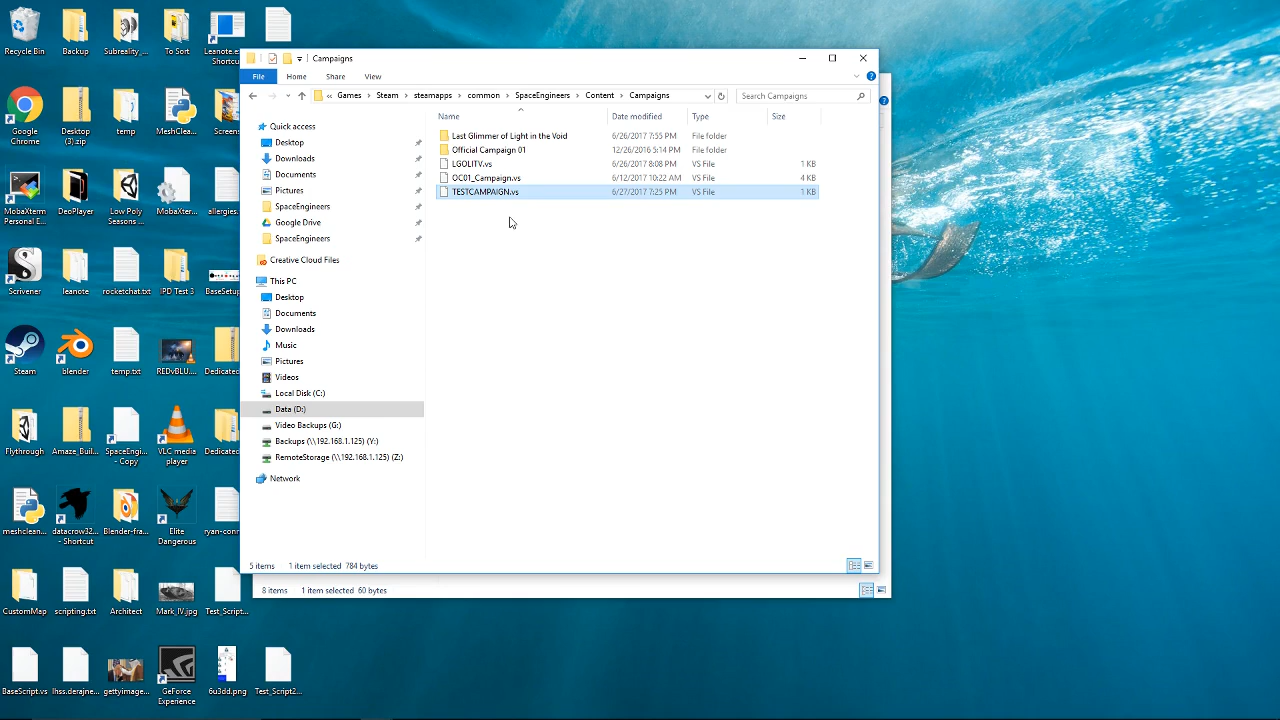 Recycle Bin
Backup
Subreality_...
To Sort
Leanote.e
Shortcu
Google
Chrome
Desktop
(3).zip
temp
MeshClea...
Screens
MobaXterm
Personal E...
DeoPlayer
Low Poly
Seasons ...
MobaXter...
allergies.
Scrivener
leanote
rocketchat.txt
IPD Test 3
BaseSetup
Steam
blender
temp.txt
REDvBLU...
Dedicated
Flythrough
Amaze_Buil...
SpaceEngi...
- Copy
VLC media
player
Dedicated
meshclean...
datacrow32...
- Shortcut
Blender-fra...
Elite
Dangerous
ryan-conr
CustomMap
scripting.txt
Architect
Mark_IV.jpg
Test_Script...
BaseScript.vs
lhss.derajne...
gettyimage...
GeForce
Experience
6u3dd.png
Test_Script2...
Campaigns
File
Home
Share
View
« Games > Steam > steamapps > common > SpaceEngineers > Content > Campaigns
Search Campaigns
Quick access
Desktop
Downloads
Documents
Pictures
SpaceEngineers
Google Drive
SpaceEngineers
Creative Cloud Files
This PC
Desktop
Documents
Downloads
Music
Pictures
Videos
Local Disk (C:)
Data (D:)
Video Backups (G:)
Backups (\\192.168.1.125) (Y:)
RemoteStorage (\\192.168.1.125) (Z:)
Network
Name Date modified Type Size
Last Glimmer of Light in the Void 6/26/2017 7:55 PM File folder
Official Campaign 01 12/26/2016 5:14 PM File folder
LGOLITV.vs 6/26/2017 8:08 PM VS File 1 KB
OC01_Campaign.vs 6/12/2017 10:22 AM VS File 4 KB
TESTCAMPAIGN.vs 6/27/2017 7:25 PM VS File 1 KB
5 items 1 item selected 784 bytes
8 items 1 item selected 60 bytes